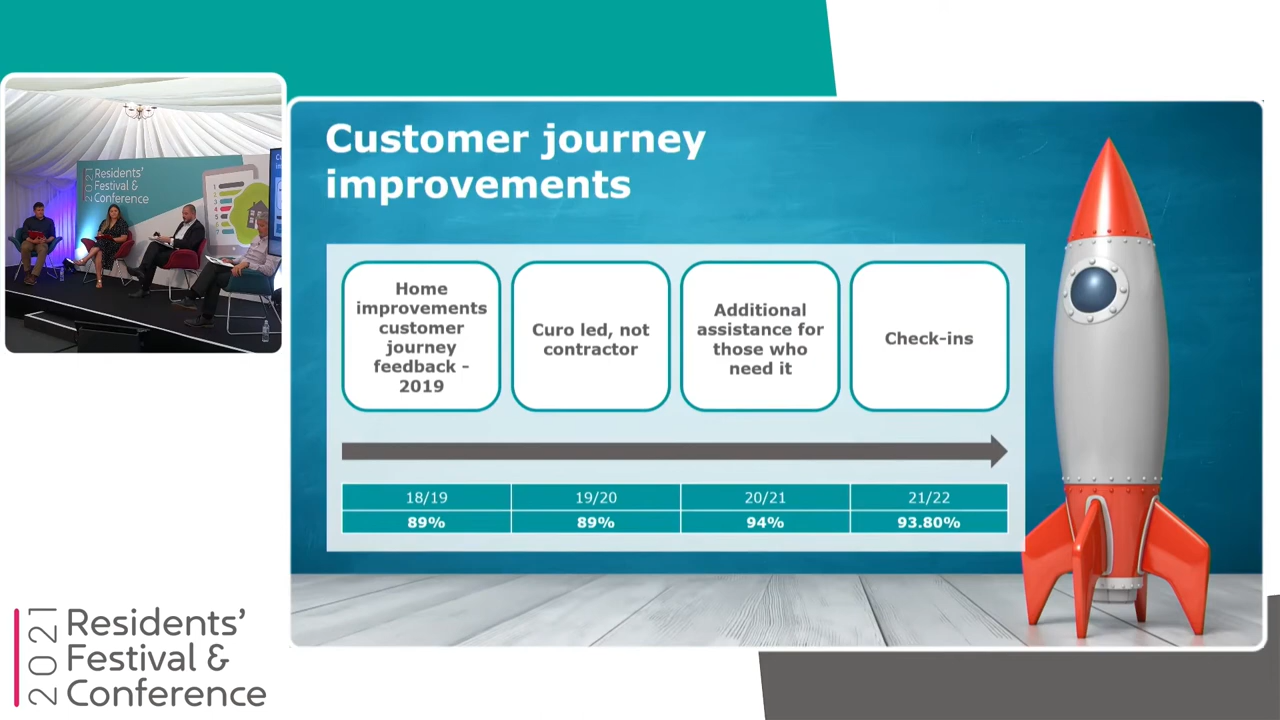 Customer journey
improvements
Home
improvements
customer
journey
feedback -
2019
Curo led, not
contractor
Additional
assistance for
those who
need it
Check-ins
18/19
19/20
20/21
21/22
89%
89%
94%
93.80%
2021
Residents'
Festival &
Conference
2021
Residents’
Festival &
Conference